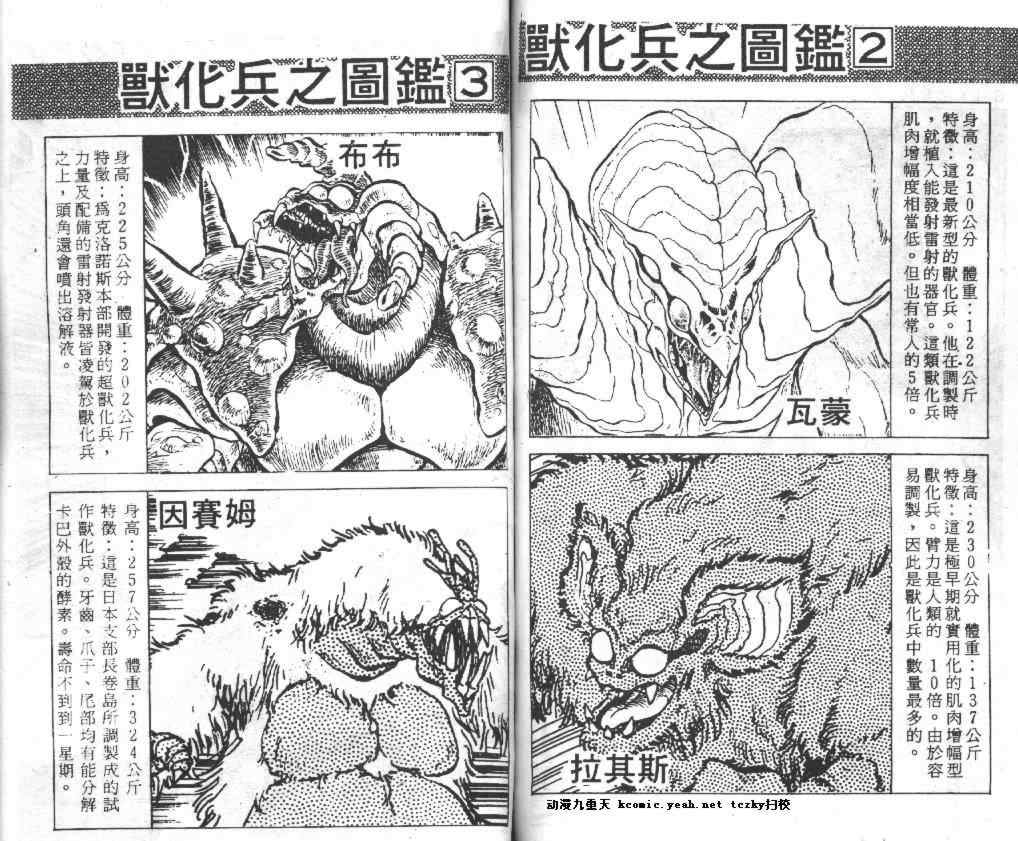 獸化兵之圖鑑2
瓦蒙
身高:210公分 體重:122公斤
特徵:這是最新型的獸化兵。他在調製時
,就植入能發射雷射的器官。這類獸化兵
肌肉增幅度相當低。但也有常人的5倍。
拉其斯
身高:230公分 體重:137公斤
特徵:這是極早期就實用化的肌肉增幅型
獸化兵。臂力是人類的10倍。由於容
易調製,因此是獸化兵中數量最多的。
獸化兵之圖鑑3
布布
身高:225公分 體重:202公斤
特徵:為克洛諾斯本部開發的超獸化兵,
力量及配備的雷射發射器皆凌駕於獸化兵
之上,頭角還會噴出溶解液。
因賽姆
身高:257公分 體重:324公斤
特徵:這是日本支部長卷島所調製成的試
作獸化兵。牙齒、爪子、尾部均有能分解
卡巴外殼的酵素。壽命不到到一星期。
动漫九重天 kcomic.yeah.net tczky扫校